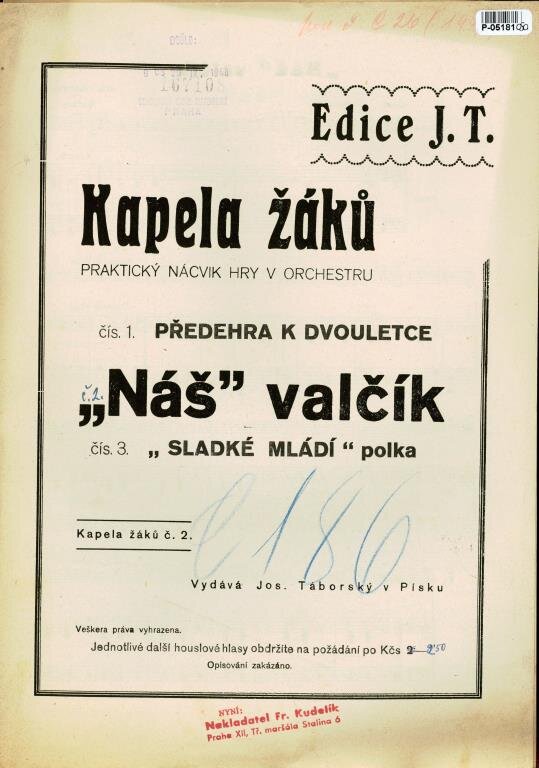 P-05181
Edice J. T.
Kapela žáků
PRAKTICKÝ NÁCVIK HRY V ORCHESTRU
čís. 1. PŘEDEHRA K DVOULETCE
č. 2.
„Náš” valčík
čís. 3. „SLADKÉ MLÁDÍ“ polka
Kapela žáků č. 2.
C 186
Vydává Jos. Táborský v Písku
Veškera práva vyhrazena.
Jednotlivé další houslové hlasy obdržíte na požádání po Kčs 2—
Opisování zakázáno.
NYNÍ:
Nakladatel Fr. Kudelík
Praha XII, Tř. maršála Stalina 6